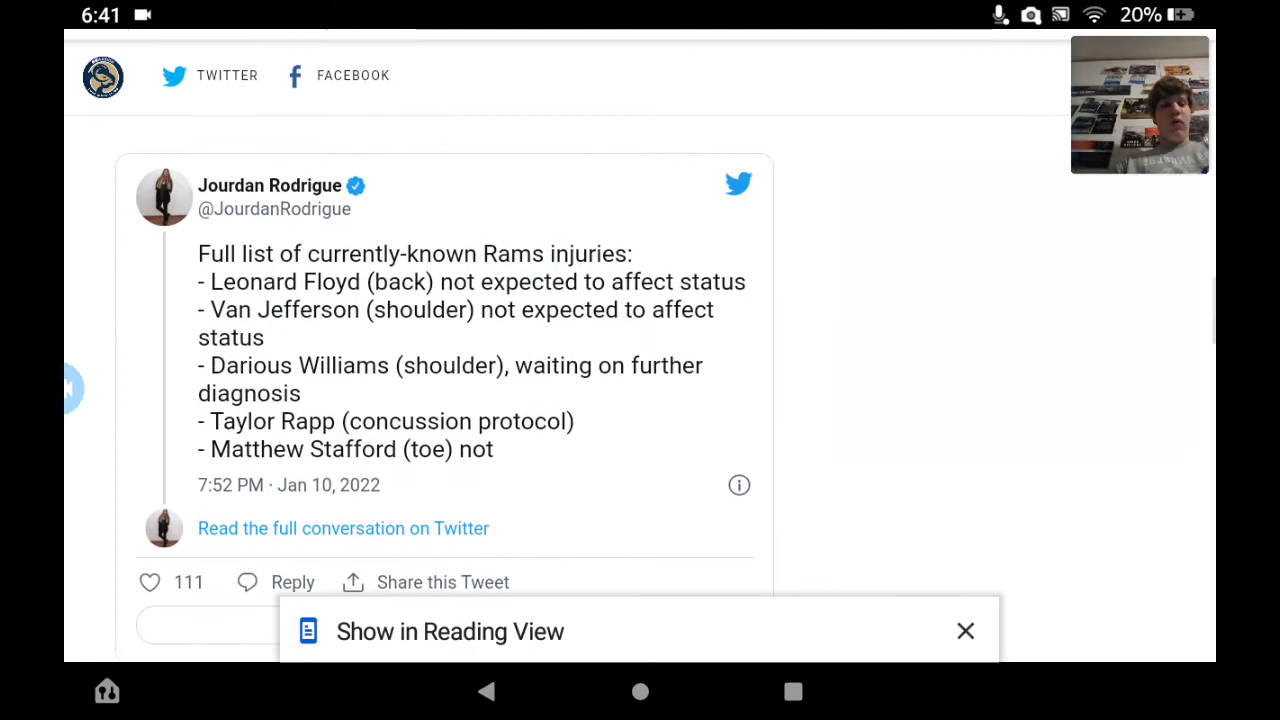 6:41
20%
TWITTER
FACEBOOK
Jourdan Rodrigue
@JourdanRodrigue
Full list of currently-known Rams injuries:
- Leonard Floyd (back) not expected to affect status
- Van Jefferson (shoulder) not expected to affect
status
- Darious Williams (shoulder), waiting on further
diagnosis
- Taylor Rapp (concussion protocol)
- Matthew Stafford (toe) not
7:52 PM · Jan 10, 2022
Read the full conversation on Twitter
111
Reply
Share this Tweet
Show in Reading View